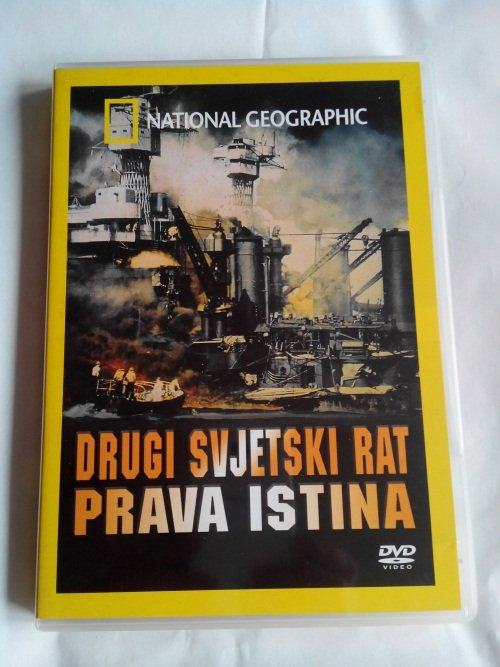 NATIONAL GEOGRAPHIC
DRUGI SVJETSKI RAT
PRAVA ISTINA
DVD
VIDEO